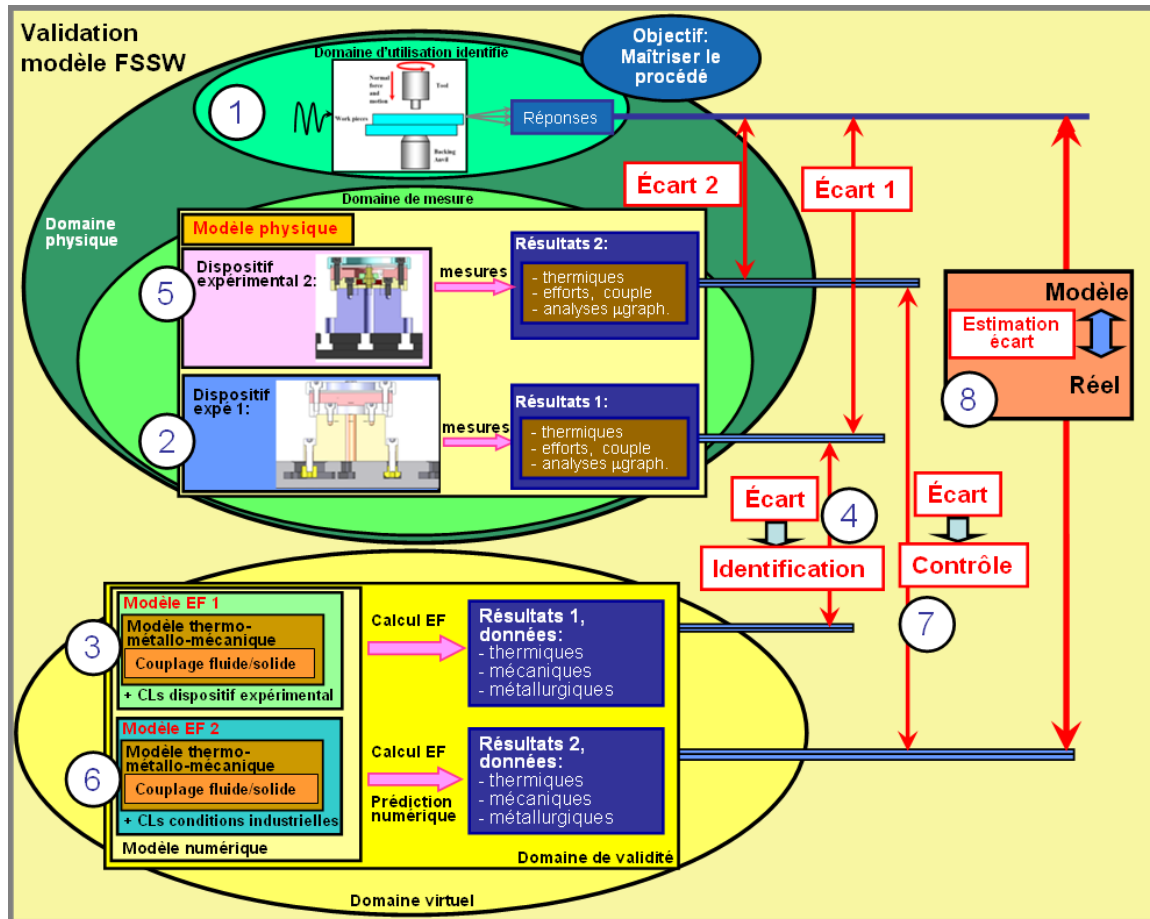 Validation
modèle FSSW
Objectif:
Maîtriser le
procédé
Domaine d'utilisation identifié
1
Normal
force
and
motion
Tool
Work pieces
Backing
Anvil
Réponses
Domaine
physique
Domaine de mesure
Écart 2
Écart 1
Modèle physique
5
Dispositif
expérimental 2:
mesures
Résultats 2:
- thermiques
- efforts, couple
- analyses µgraph.
2
Dispositif
expé 1:
mesures
Résultats 1:
- thermiques
- efforts, couple
- analyses µgraph.
Modèle
Estimation
écart
Réel
8
Écart
4
Identification
Écart
Contrôle
7
3
Modèle EF 1
Modèle thermo-
métallo-mécanique
Couplage fluide/solide
+ CLs dispositif expérimental
Calcul EF
Résultats 1,
données:
- thermiques
- mécaniques
- métallurgiques
6
Modèle EF 2
Modèle thermo-
métallo-mécanique
Couplage fluide/solide
+ CLs conditions industrielles
Calcul EF
Prédiction
numérique
Résultats 2,
données:
- thermiques
- mécaniques
- métallurgiques
Modèle numérique
Domaine de validité
Domaine virtuel